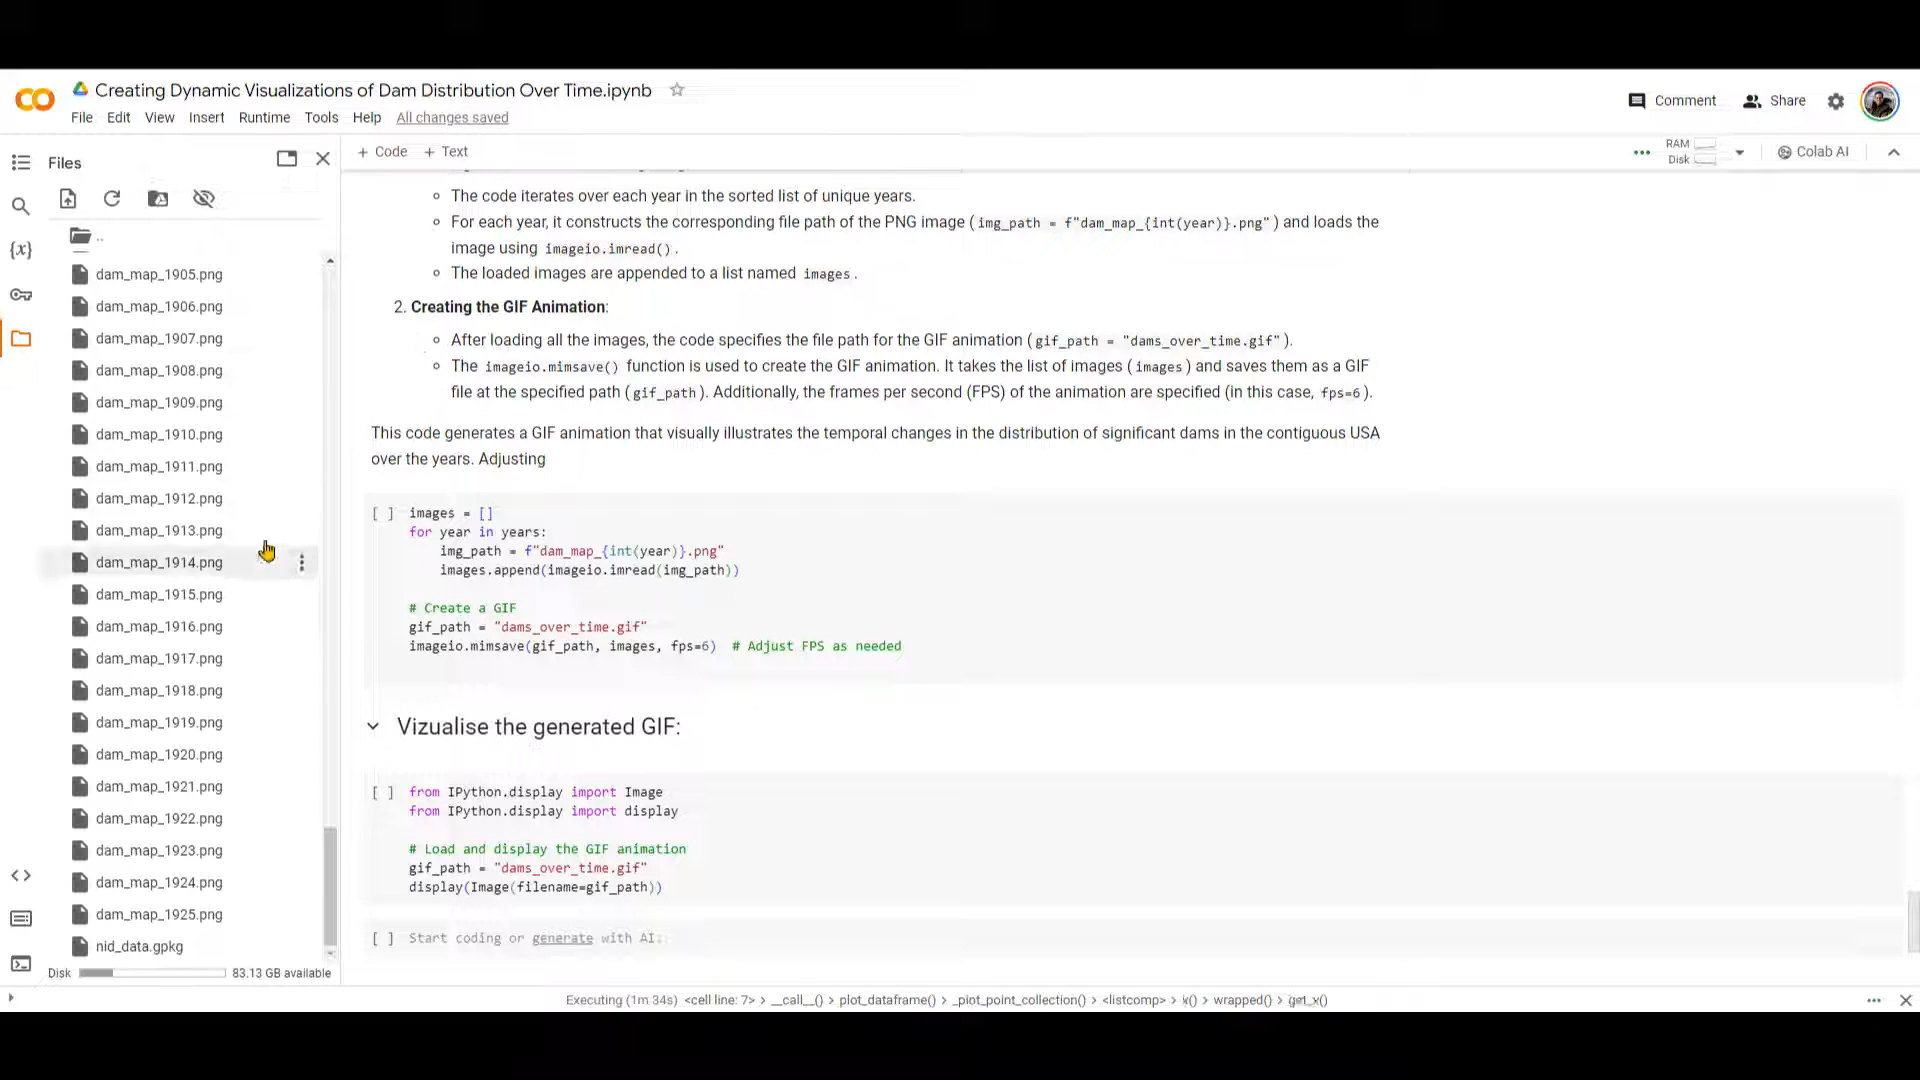 Creating Dynamic Visualizations of Dam Distribution Over Time.ipynb
Comment
Share
File Edit View Insert Runtime Tools Help All changes saved
Files
+ Code + Text
RAM
Disk
Colab AI
..
dam_map_1905.png
dam_map_1906.png
dam_map_1907.png
dam_map_1908.png
dam_map_1909.png
dam_map_1910.png
dam_map_1911.png
dam_map_1912.png
dam_map_1913.png
dam_map_1914.png
dam_map_1915.png
dam_map_1916.png
dam_map_1917.png
dam_map_1918.png
dam_map_1919.png
dam_map_1920.png
dam_map_1921.png
dam_map_1922.png
dam_map_1923.png
dam_map_1924.png
dam_map_1925.png
nid_data.gpkg
Disk 83.13 GB available
The code iterates over each year in the sorted list of unique years.
For each year, it constructs the corresponding file path of the PNG image (img_path = f"dam_map_{int(year)}.png") and loads the
image using imageio.imread().
The loaded images are appended to a list named images.
2. Creating the GIF Animation:
After loading all the images, the code specifies the file path for the GIF animation (gif_path = "dams_over_time.gif").
The imageio.mimsave() function is used to create the GIF animation. It takes the list of images (images) and saves them as a GIF
file at the specified path (gif_path). Additionally, the frames per second (FPS) of the animation are specified (in this case, fps=6).
This code generates a GIF animation that visually illustrates the temporal changes in the distribution of significant dams in the contiguous USA
over the years. Adjusting
[ ] images = []
for year in years:
img_path = f"dam_map_{int(year)}.png"
images.append(imageio.imread(img_path))
# Create a GIF
gif_path = "dams_over_time.gif"
imageio.mimsave(gif_path, images, fps=6) # Adjust FPS as needed
Vizualise the generated GIF:
[ ] from IPython.display import Image
from IPython.display import display
# Load and display the GIF animation
gif_path = "dams_over_time.gif"
display(Image(filename=gif_path))
[ ] Start coding or generate with AI.
Executing (1m 34s) <cell line: 7> > __call__() > plot_dataframe() > _plot_point_collection() > <listcomp> > wrapped() > get_x()